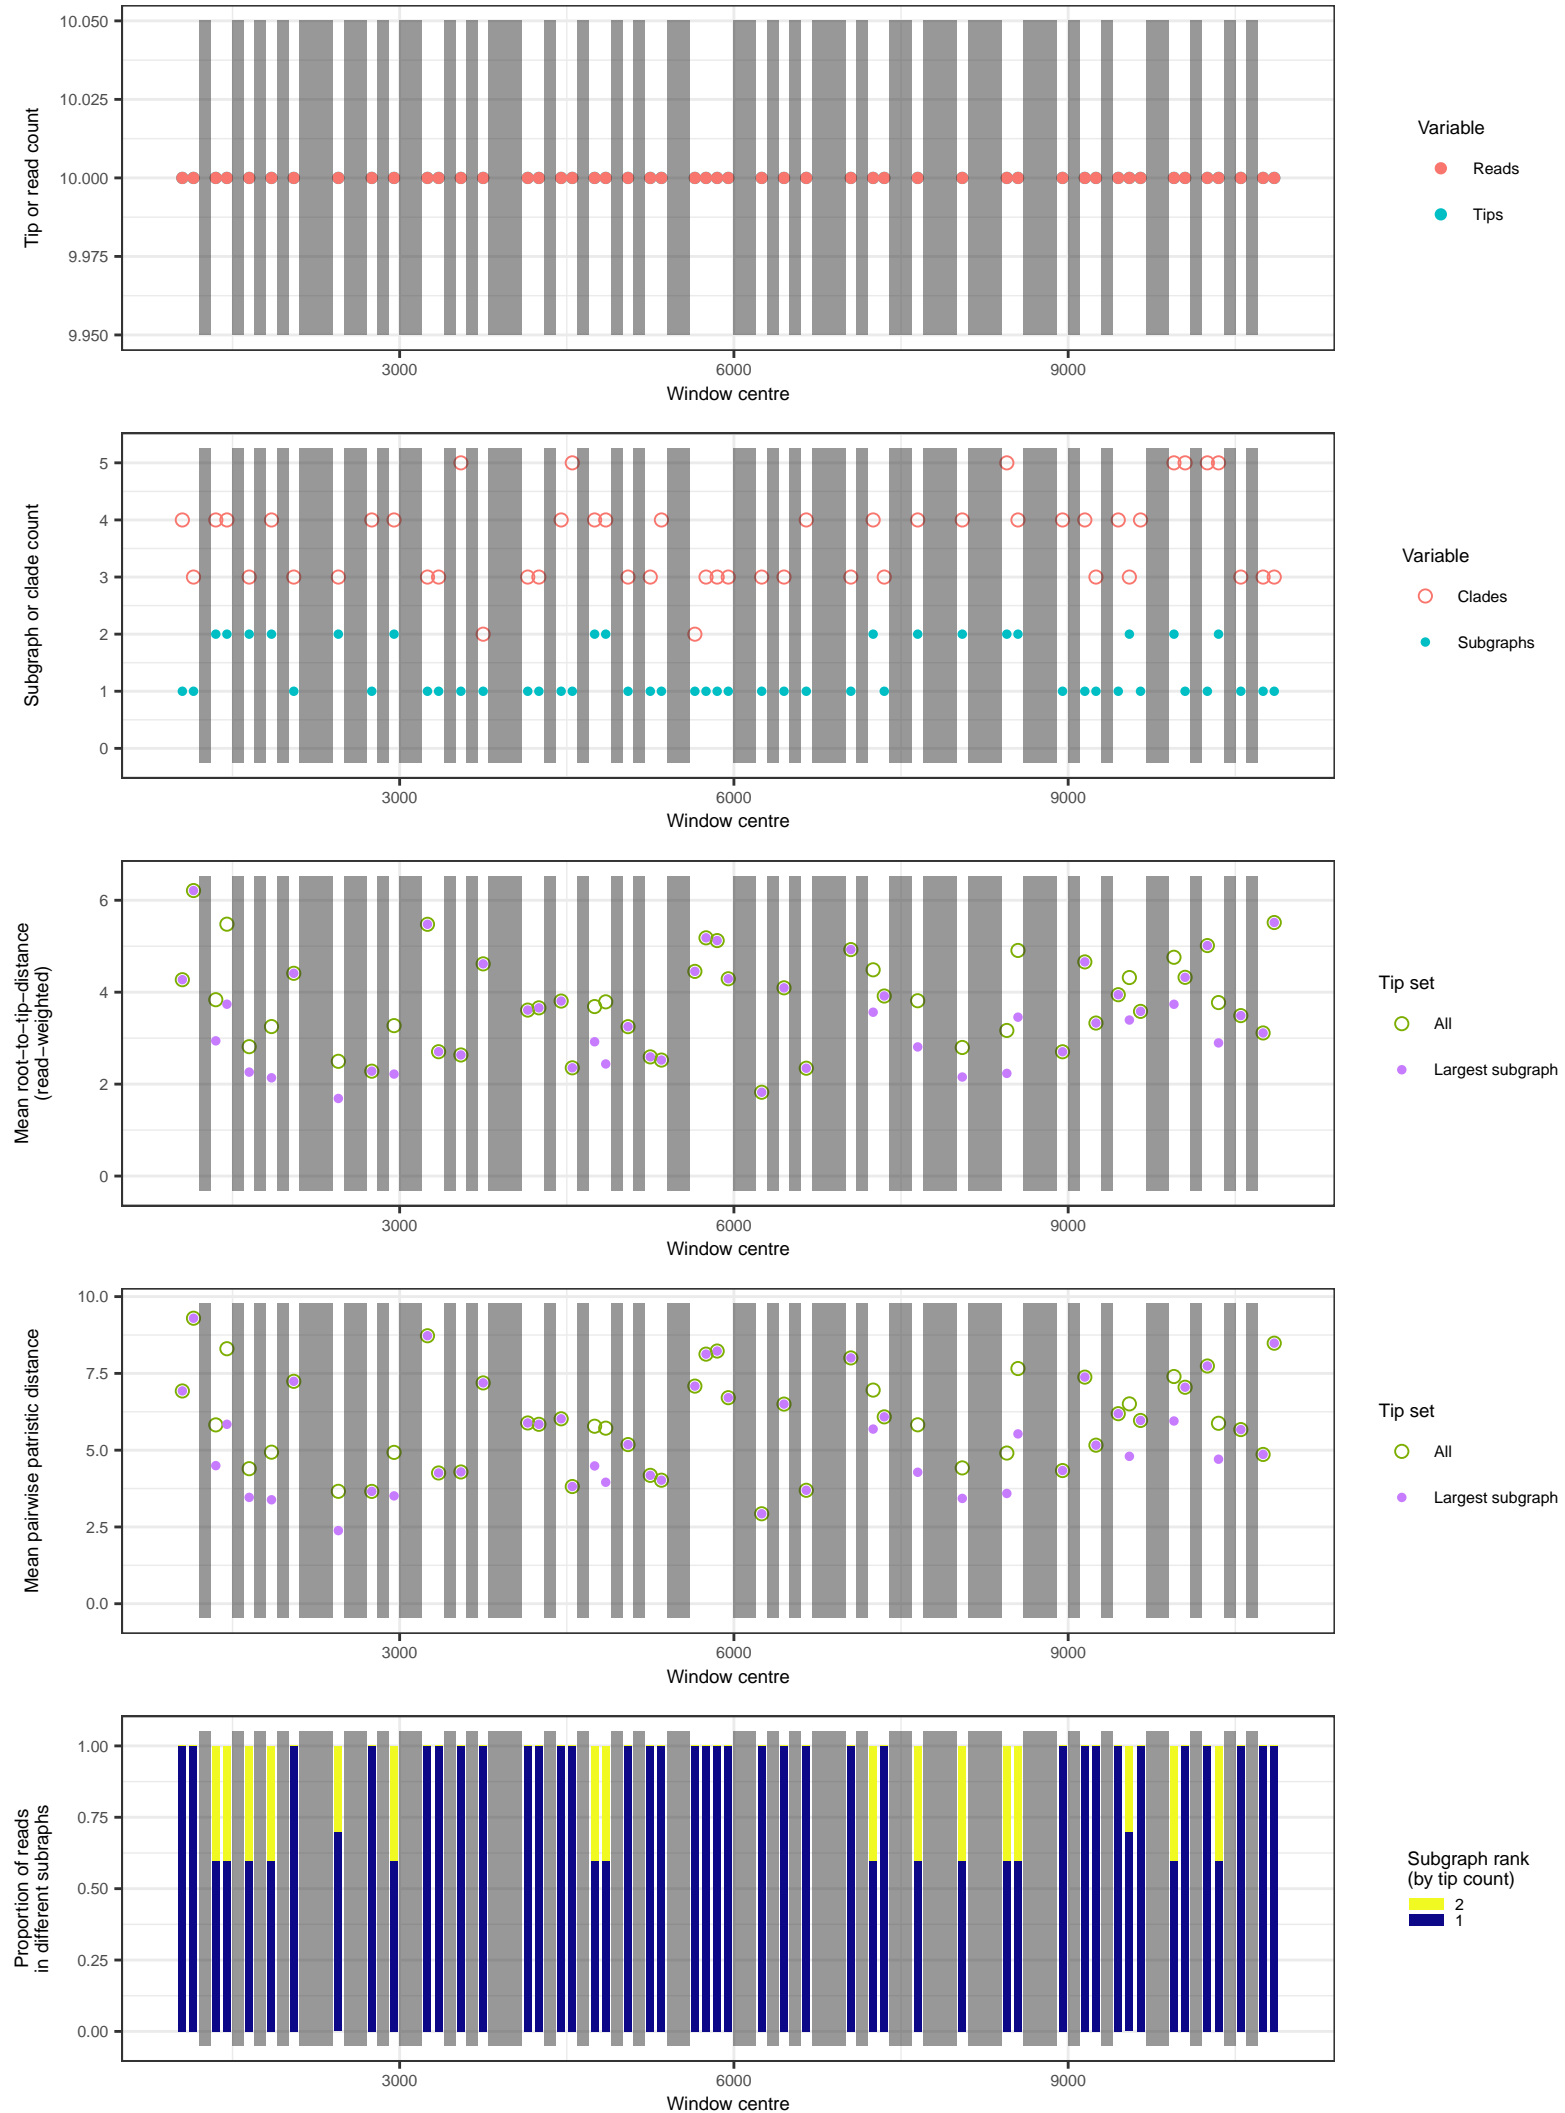 10.050
10.025
10.000
9.975
9.950
Tip or read count
3000
6000
9000
Window centre
Variable
Reads
Tips
5
4
3
2
1
0
Subgraph or clade count
3000
6000
9000
Window centre
Variable
Clades
Subgraphs
6
4
2
0
Mean root-to-tip-distance
(read-weighted)
3000
6000
9000
Window centre
Tip set
All
Largest subgraph
10.0
7.5
5.0
2.5
0.0
Mean pairwise patristic distance
3000
6000
9000
Window centre
Tip set
All
Largest subgraph
1.00
0.75
0.50
0.25
0.00
Proportion of reads
in different subraphs
3000
6000
9000
Window centre
Subgraph rank
(by tip count)
2
1